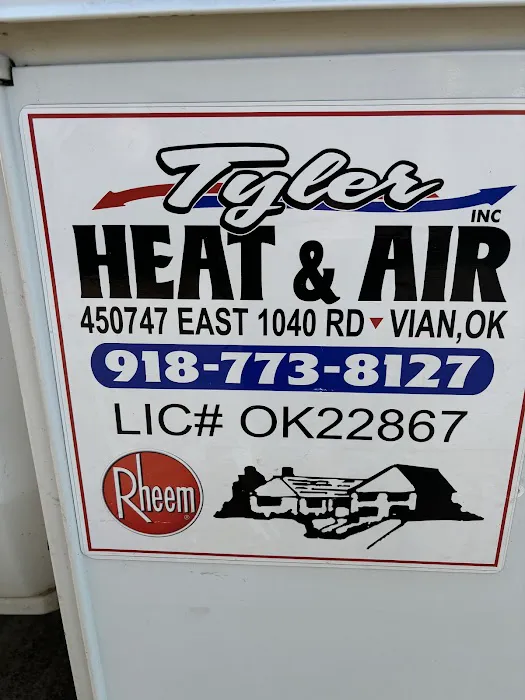 Tyler
INC
HEAT & AIR
450747 EAST 1040 RD ▾ VIAN, OK
918-773-8127
LIC# OK22867
Rheem®